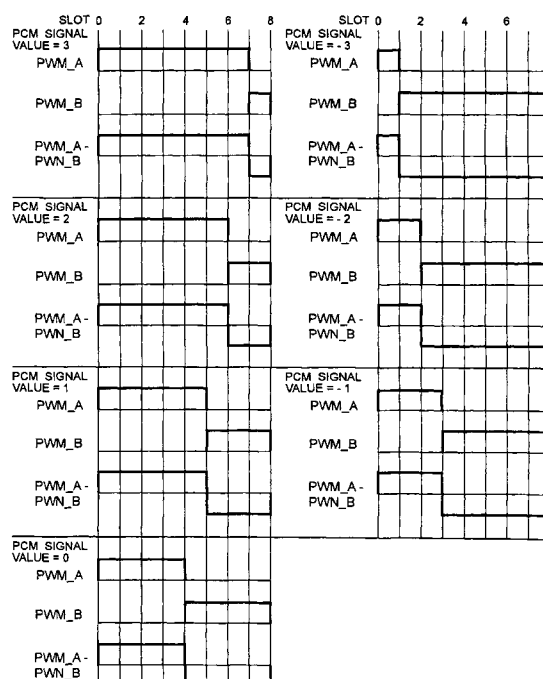 SLOT 0 2 4 6 8
PCM SIGNAL
VALUE = 3
PWM_A
PWM_B
PWM_A -
PWN_B
PCM SIGNAL
VALUE = 2
PWM_A
PWM_B
PWM_A -
PWN_B
PCM SIGNAL
VALUE = 1
PWM_A
PWM_B
PWM_A -
PWN_B
PCM SIGNAL
VALUE = 0
PWM_A
PWM_B
PWM_A -
PWN_B
SLOT 0 2 4 6
PCM SIGNAL
VALUE = - 3
PWM_A
PWM_B
PWM_A -
PWN_B
PCM SIGNAL
VALUE = - 2
PWM_A
PWM_B
PWM_A -
PWN_B
PCM SIGNAL
VALUE = - 1
PWM_A
PWM_B
PWM_A -
PWN_B